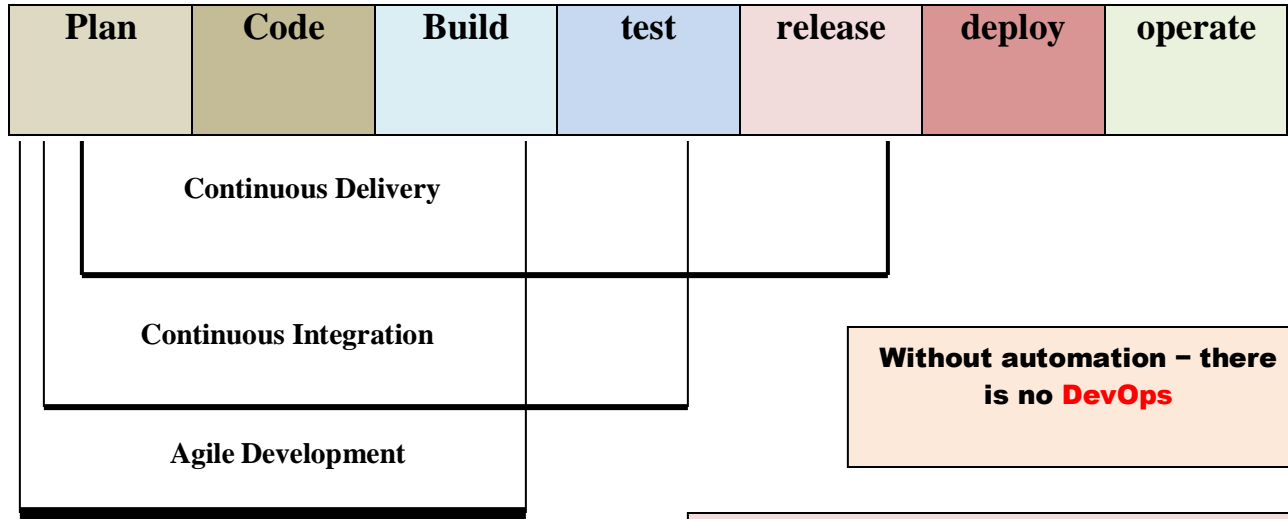 Plan Code Build test release deploy operate
Continuous Delivery
Continuous Integration
Without automation – there
is no DevOps
Agile Development